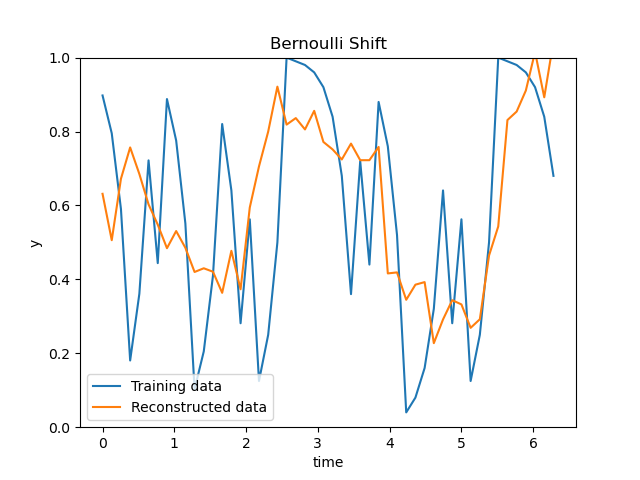 Bernoulli Shift
1.0
0.8
0.6
0.4
0.2
0.0
y
Training data
Reconstructed data
0 1 2 3 4 5 6
time